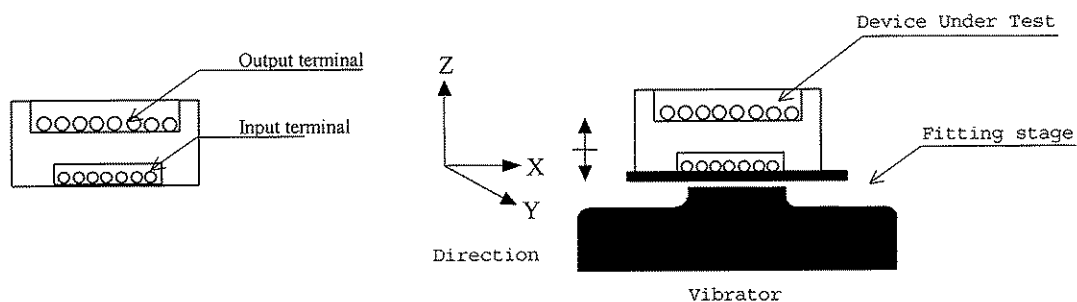 Output terminal
Input terminal
Z
X
Y
Direction
Device Under Test
Fitting stage
Vibrator